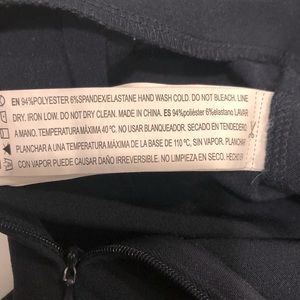 EN 94%POLYESTER 6%SPANDEX/ELASTANE HAND WASH COLD. DO NOT BLEACH. LINE
DRY. IRON LOW. DO NOT DRY CLEAN. MADE IN CHINA. ES 94%poliéster 6%elastano/LAVAR
A MANO. TEMPERATURA MÁXIMA 40 ºC. NO USAR BLANQUEADOR. SECADO EN TENDEDERO
PLANCHAR A UNA TEMPERATURA MÁXIMA DE LA BASE DE 110 ºC, SIN VAPOR. PLANCHAR
CON VAPOR PUEDE CAUSAR DAÑO IRREVERSIBLE. NO LIMPIEZA EN SECO. HECHO